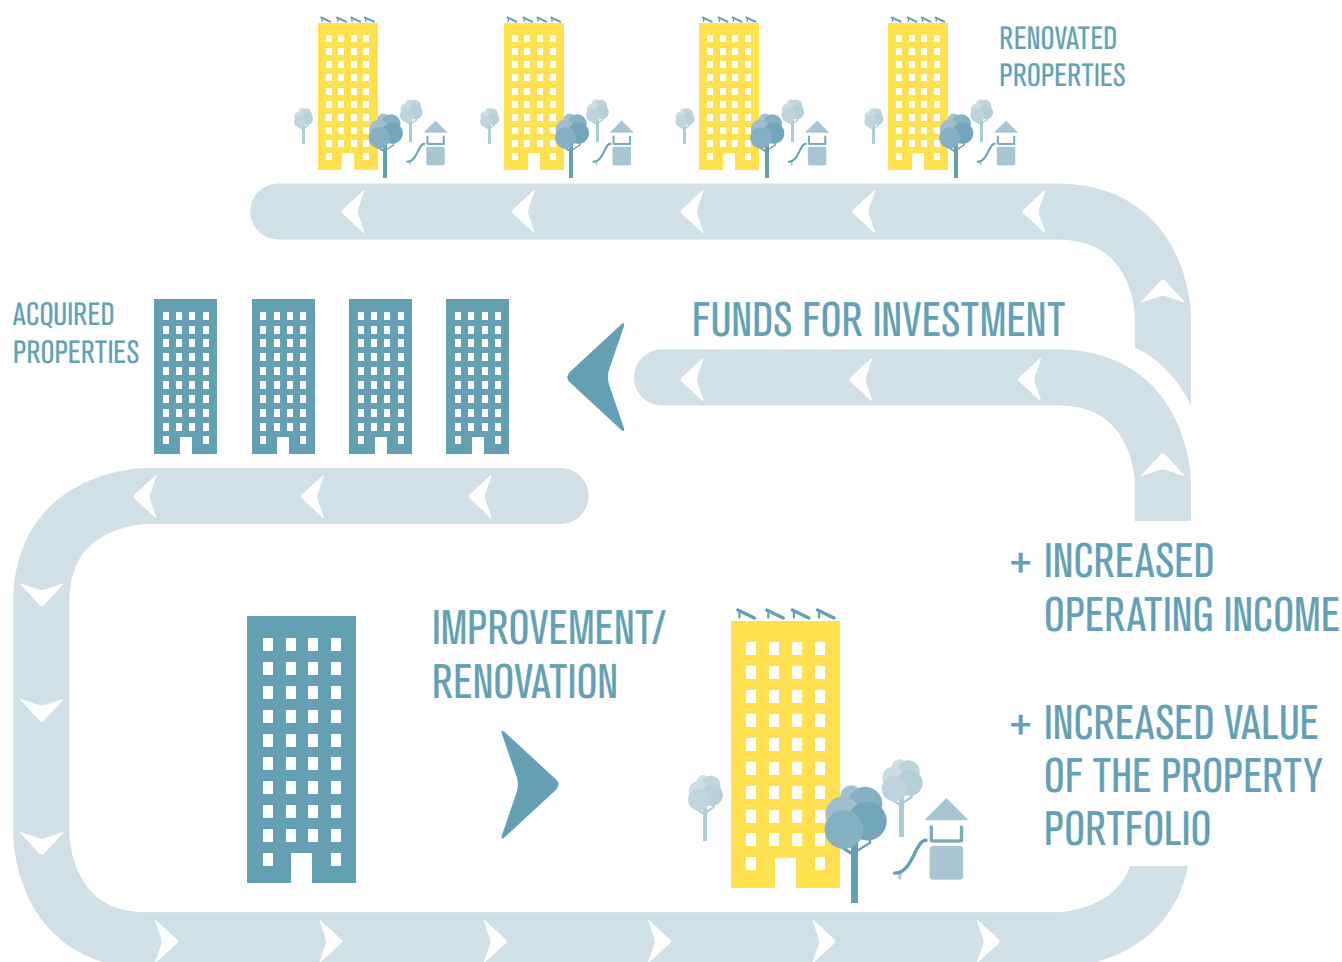 RENOVATED
PROPERTIES
FUNDS FOR INVESTMENT
ACQUIRED
PROPERTIES
IMPROVEMENT/
RENOVATION
+ INCREASED
OPERATING INCOME
+ INCREASED VALUE
OF THE PROPERTY
PORTFOLIO